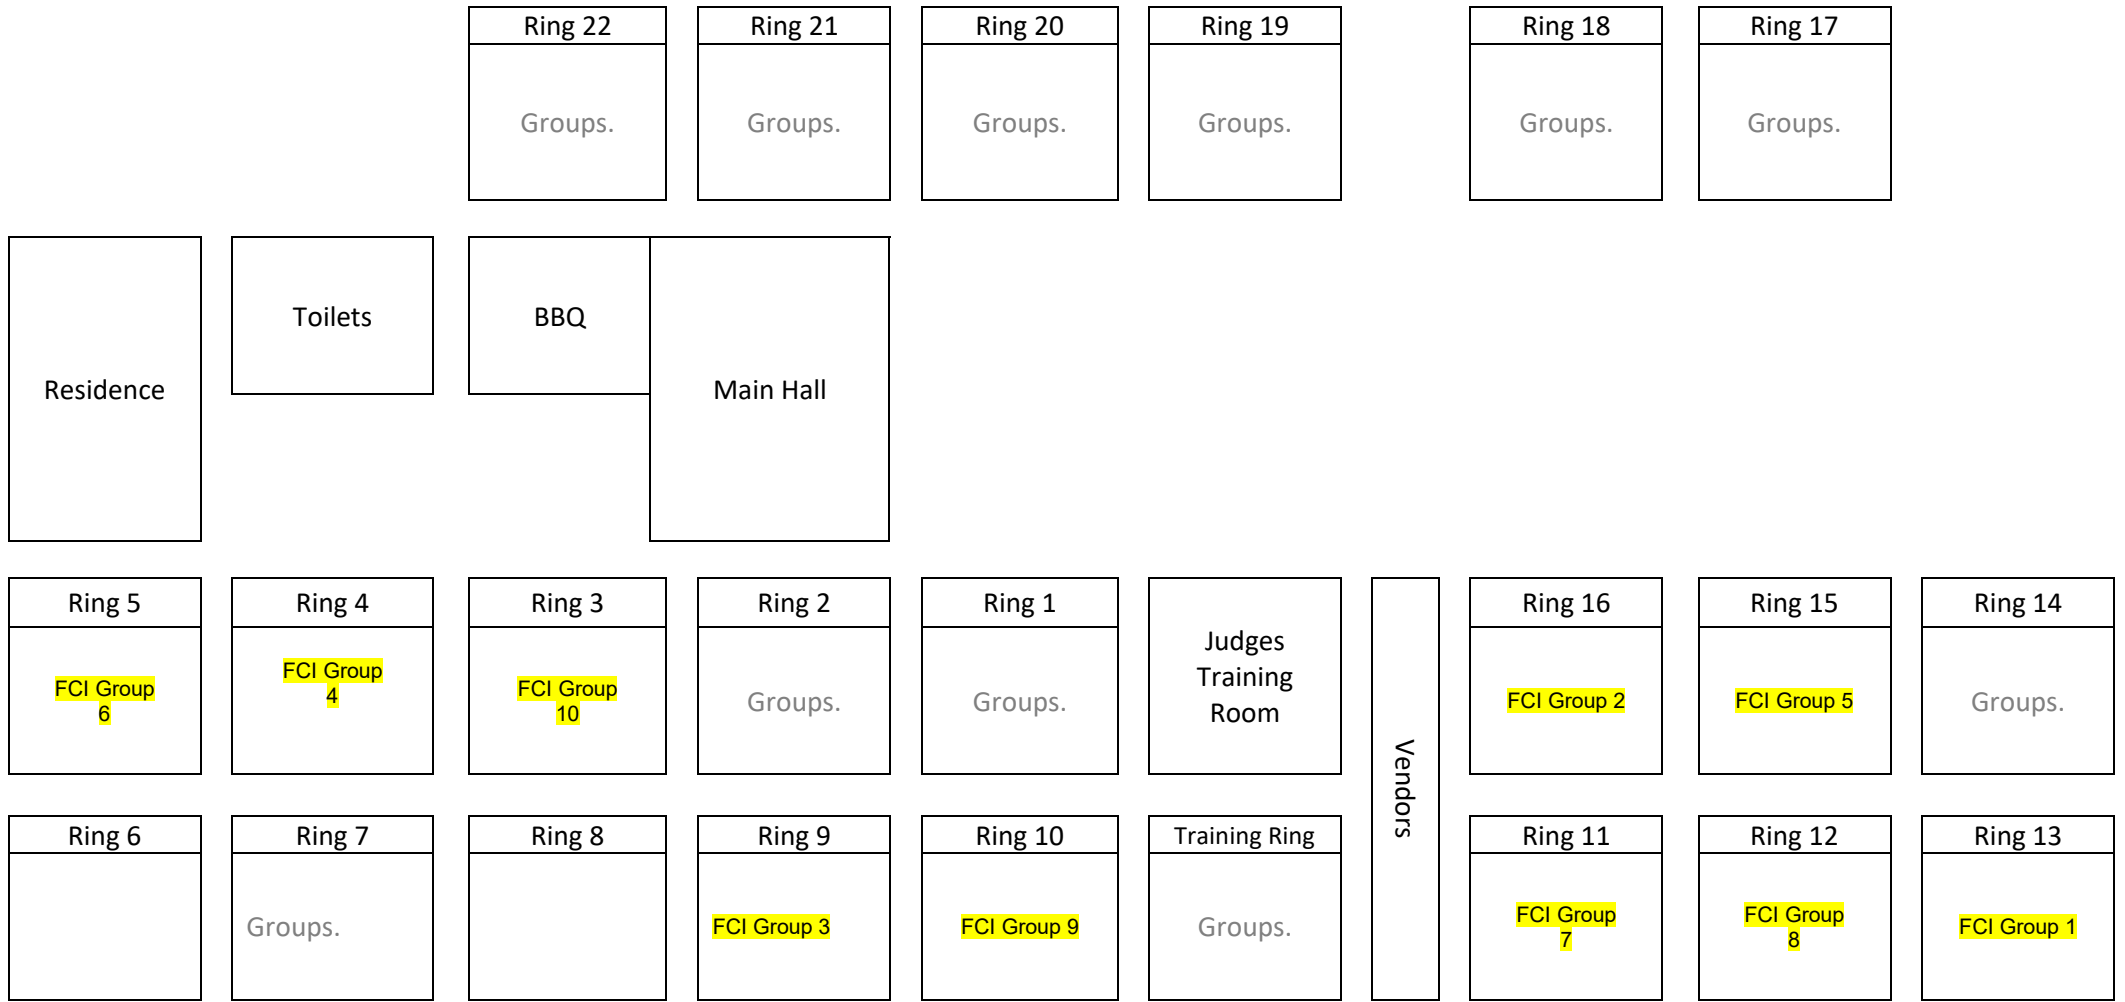 Ring 22
Ring 21
Ring 20
Ring 19
Ring 18
Ring 17
Groups.
Groups.
Groups.
Groups.
Groups.
Groups.
Residence
Toilets
BBQ
Main Hall
Ring 5
Ring 4
Ring 3
Ring 2
Ring 1
Judges
Training
Room
Vendors
Ring 16
Ring 15
Ring 14
FCI Group
6
FCI Group
4
FCI Group
10
Groups.
Groups.
FCI Group 2
FCI Group 5
Groups.
Ring 6
Ring 7
Ring 8
Ring 9
Ring 10
Training Ring
Ring 11
Ring 12
Ring 13
Groups.
FCI Group 3
FCI Group 9
Groups.
FCI Group
7
FCI Group
8
FCI Group 1